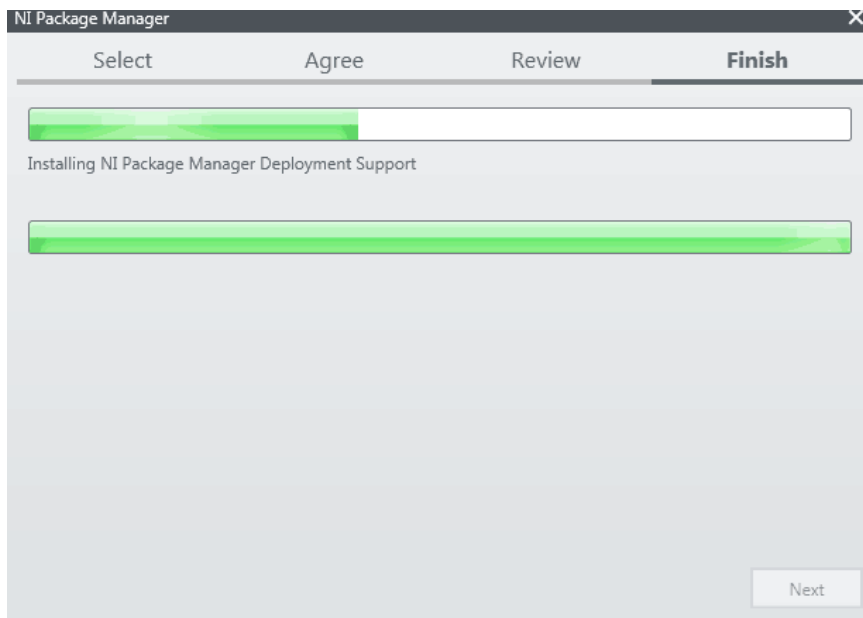 NI Package Manager
Select Agree Review Finish
Installing NI Package Manager Deployment Support
Next